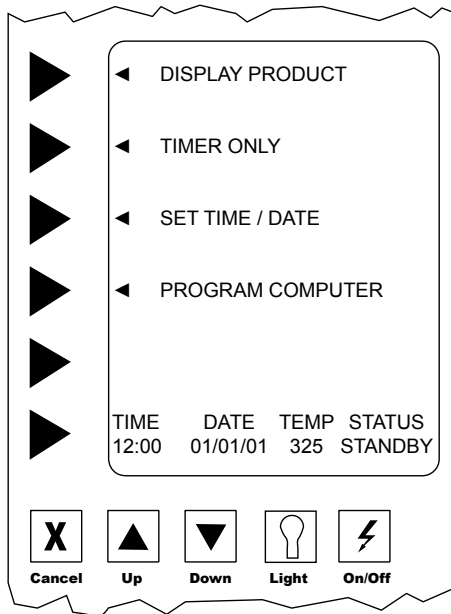 DISPLAY PRODUCT
TIMER ONLY
SET TIME / DATE
PROGRAM COMPUTER
TIME DATE TEMP STATUS
12:00 01/01/01 325 STANDBY
X
Cancel Up Down Light On/Off